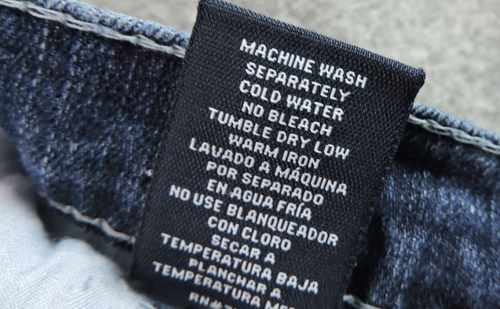 MACHINE WASH
SEPARATELY
COLD WATER
NO BLEACH
TUMBLE DRY LOW
WARM IRON
LAVADO A MÁQUINA
POR SEPARADO
EN AGUA FRÍA
NO USE BLANQUEADOR
CON CLORO
SECAR A
TEMPERATURA BAJA
PLANCHAR A
TEMPERATURA